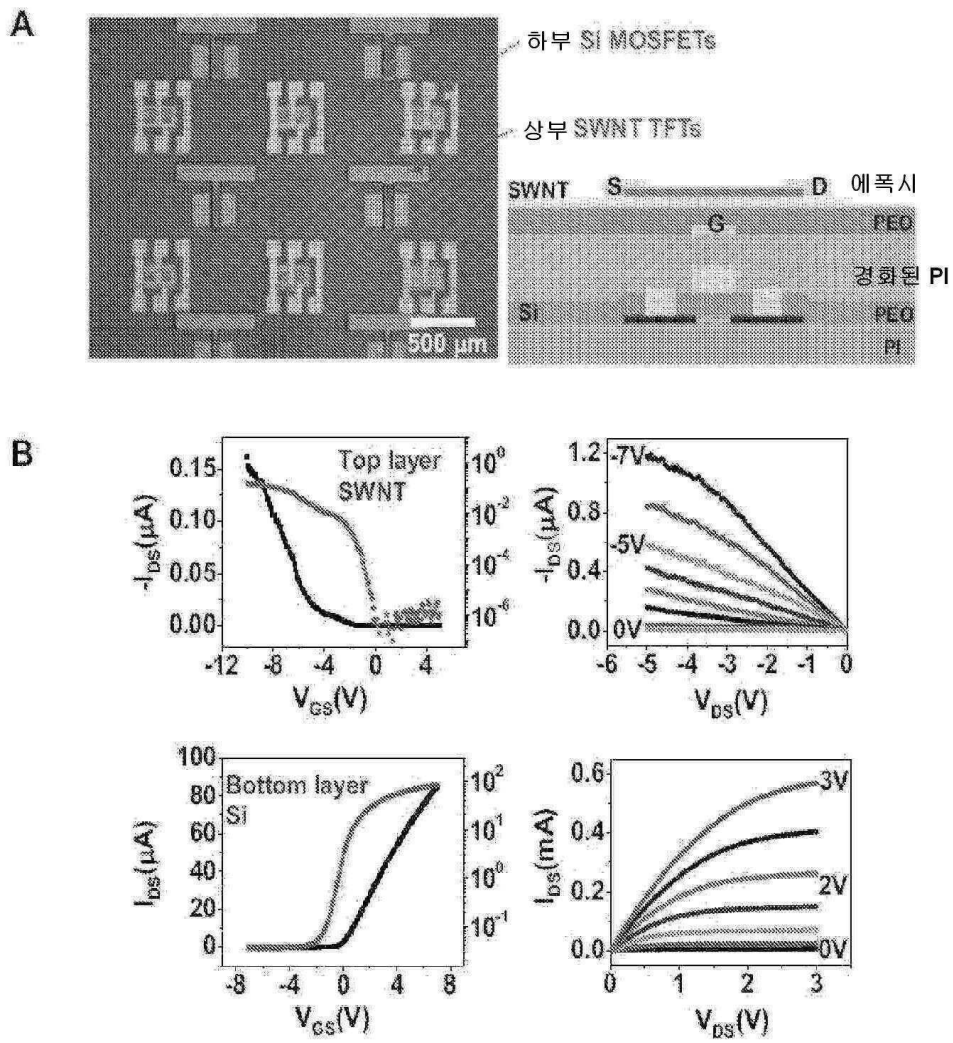 A
하부 Si MOSFETs
상부 SWNT TFTs
500 µm
SWNT S D 에폭시
G PEO
경화된 PI
Si PEO
PI
B
Top layer
SWNT
-I_DS(µA)
0.15
0.10
0.05
0.00
10^0
10^-2
10^-4
10^-6
-12 -8 -4 0 4
V_GS(V)
-I_DS(µA)
1.2
0.8
0.4
0.0
-7V
-5V
0V
-6 -5 -4 -3 -2 -1 0
V_DS(V)
Bottom layer
Si
I_DS(µA)
100
80
60
40
20
0
10^2
10^1
10^0
10^-1
-8 -4 0 4 8
V_GS(V)
I_DS(mA)
0.6
0.4
0.2
0.0
3V
2V
0V
0 1 2 3
V_DS(V)